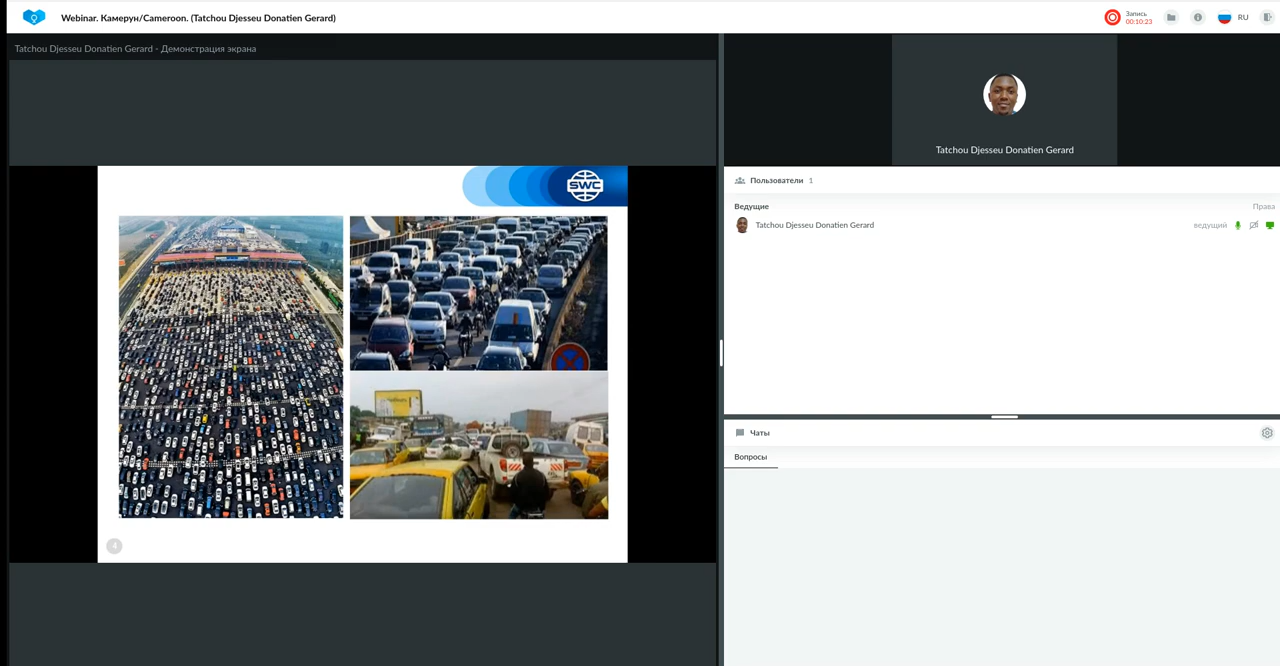 Webinar. Камерун/Cameroon. (Tatchou Djesseu Donatien Gerard)
Запись
00:10:23
RU
Tatchou Djesseu Donatien Gerard - Демонстрация экрана
Tatchou Djesseu Donatien Gerard
Пользователи 1
Ведущие
Права
Tatchou Djesseu Donatien Gerard
ведущий
SWC
4
Чаты
Вопросы